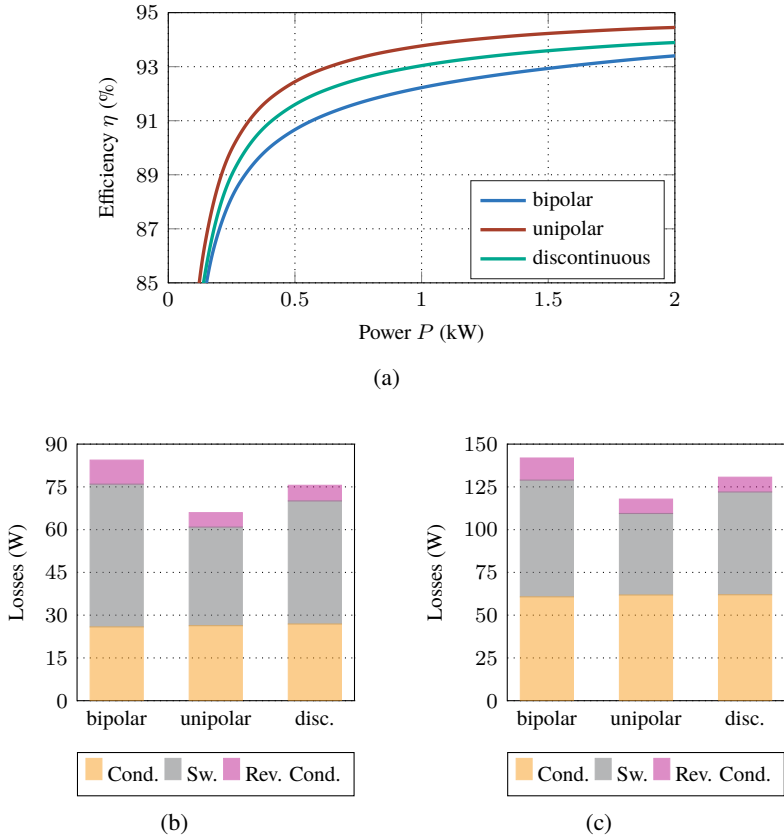 95
93
91
89
87
85
Efficiency η (%)
bipolar
unipolar
discontinuous
0
0.5
1
1.5
2
Power P (kW)
(a)
90
75
60
45
30
15
0
Losses (W)
bipolar
unipolar
disc.
Cond.
Sw.
Rev. Cond.
(b)
150
125
100
75
50
25
0
Losses (W)
bipolar
unipolar
disc.
Cond.
Sw.
Rev. Cond.
(c)